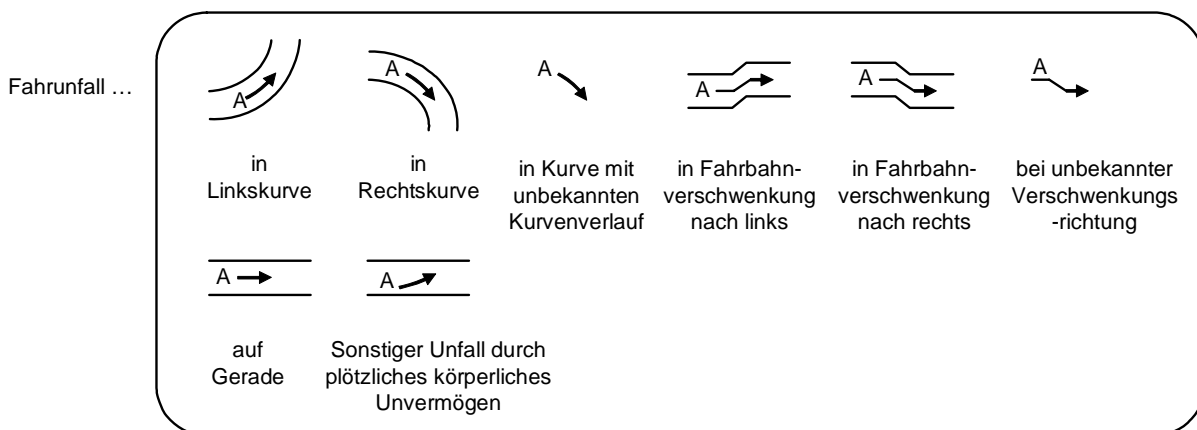 Fahrunfall …
A
in
Linkskurve
A
in
Rechtskurve
A
in Kurve mit
unbekannten
Kurvenverlauf
A
in Fahrbahn-
verschwenkung
nach links
A
in Fahrbahn-
verschwenkung
nach rechts
A
bei unbekannter
Verschwenkungs
-richtung
A
auf
Gerade
A
Sonstiger Unfall durch
plötzliches körperliches
Unvermögen